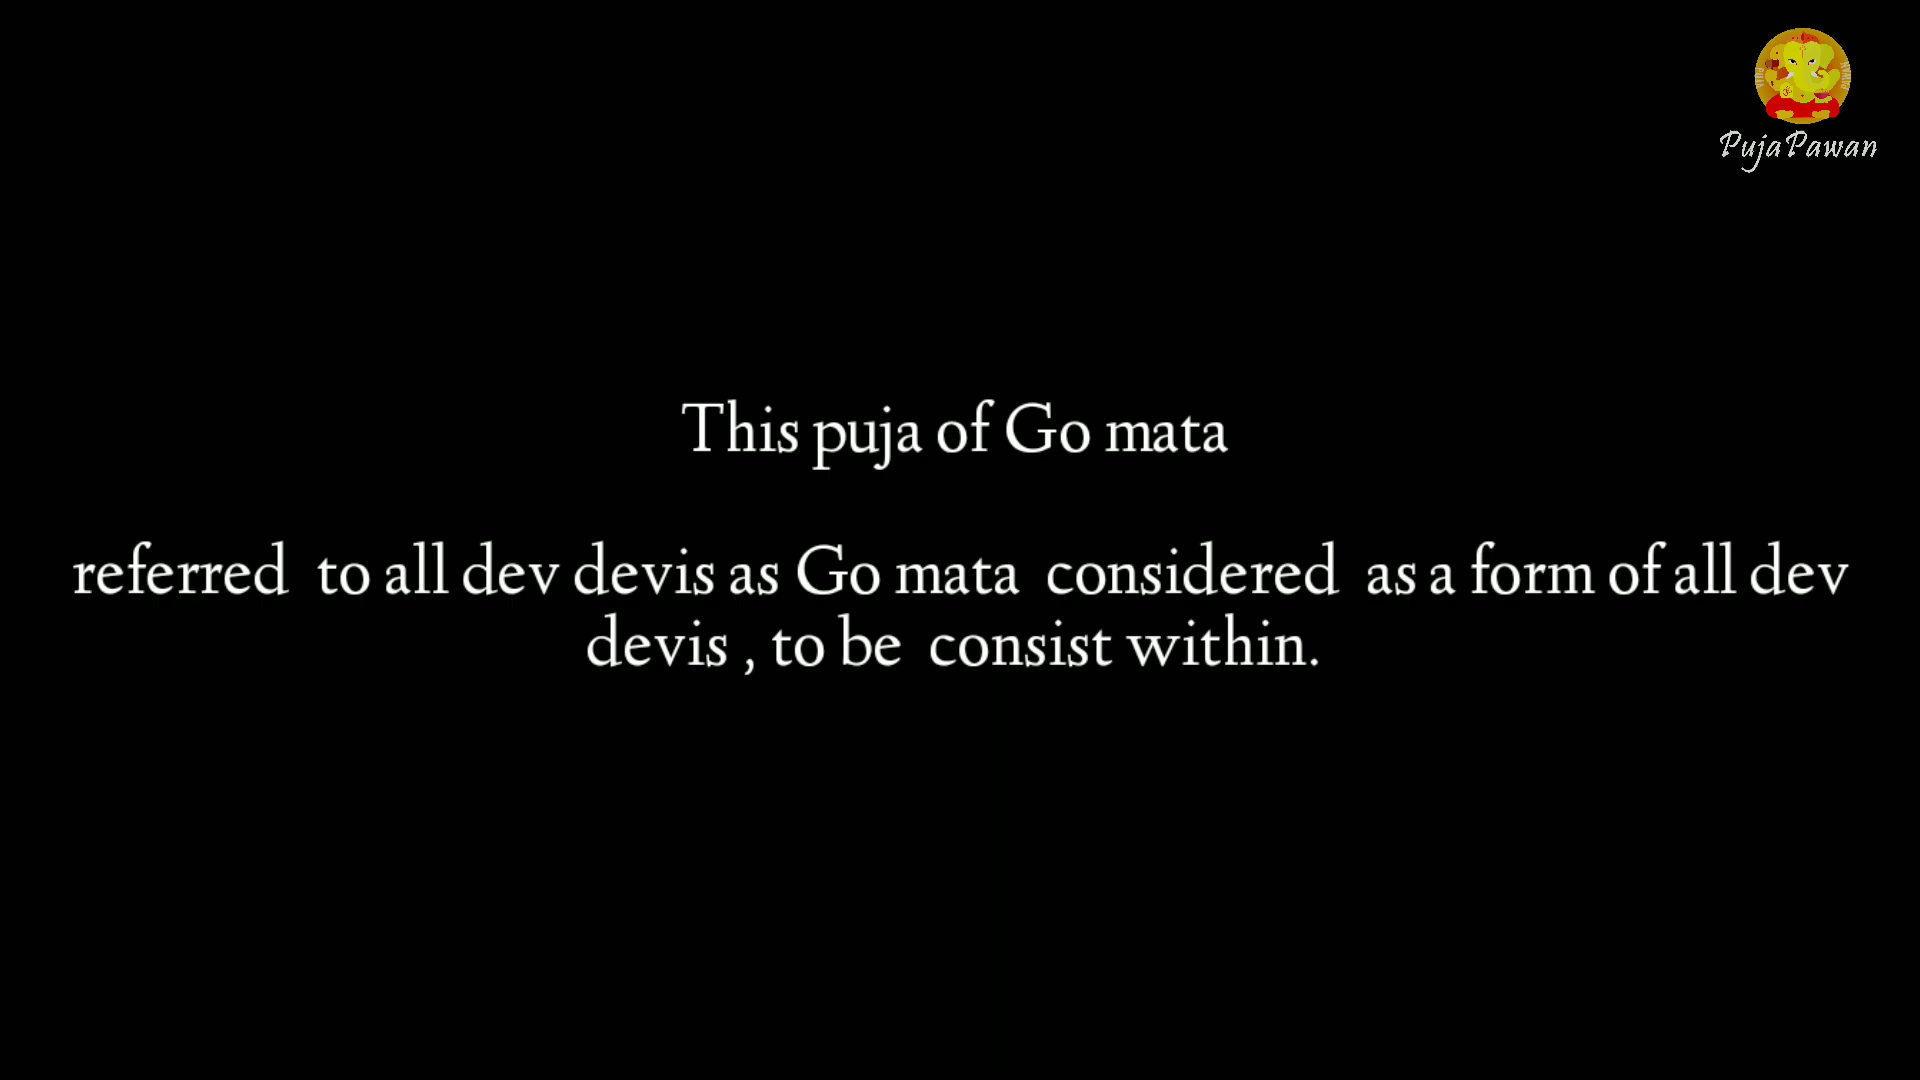 PujaPawan
This puja of Go mata
referred to all dev devis as Go mata considered as a form of all dev
devis , to be consist within.